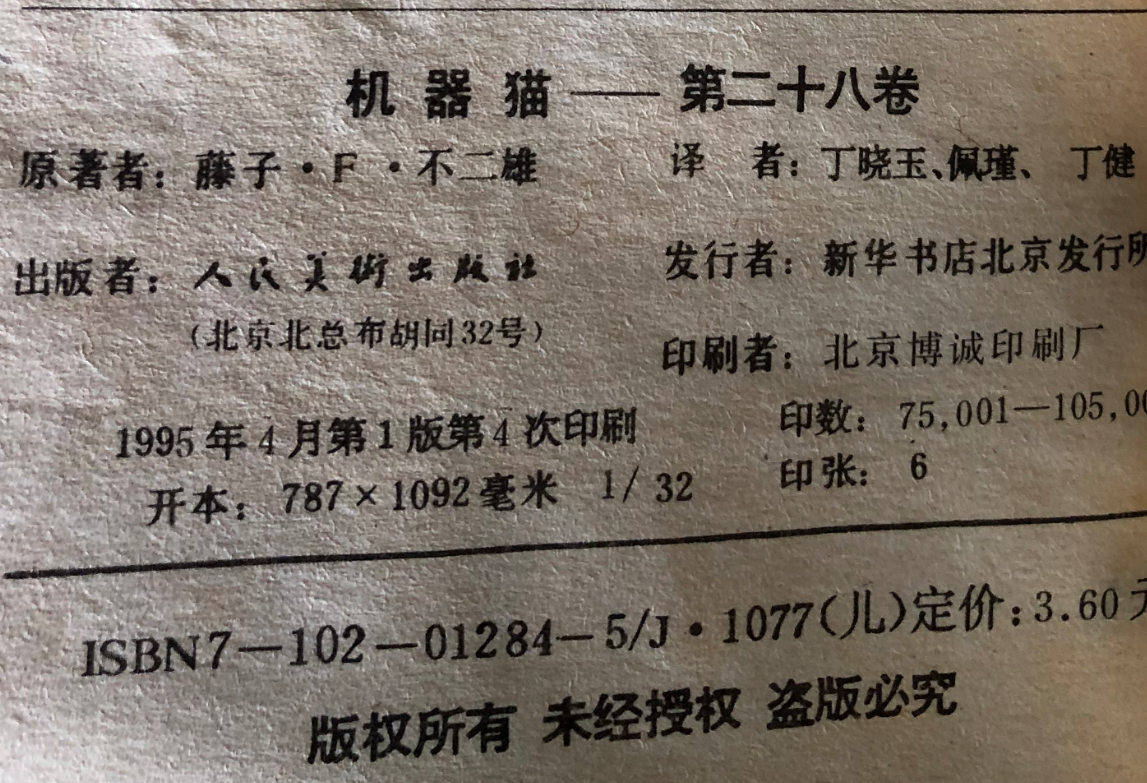 机器猫——第二十八卷
原著者：藤子·F·不二雄 译 者：丁晓玉、佩瑾、 丁健
出版者：人民美術出版社 发行者：新华书店北京发行所
（北京北总布胡同32号）
印刷者：北京博诚印刷厂
1995年4月第1版第4次印刷 印数：75,001—105,00
开本：787×1092毫米 1/32 印张：6
ISBN7—102—01284—5/J·1077(儿)定价:3.60元
版权所有 未经授权 盗版必究